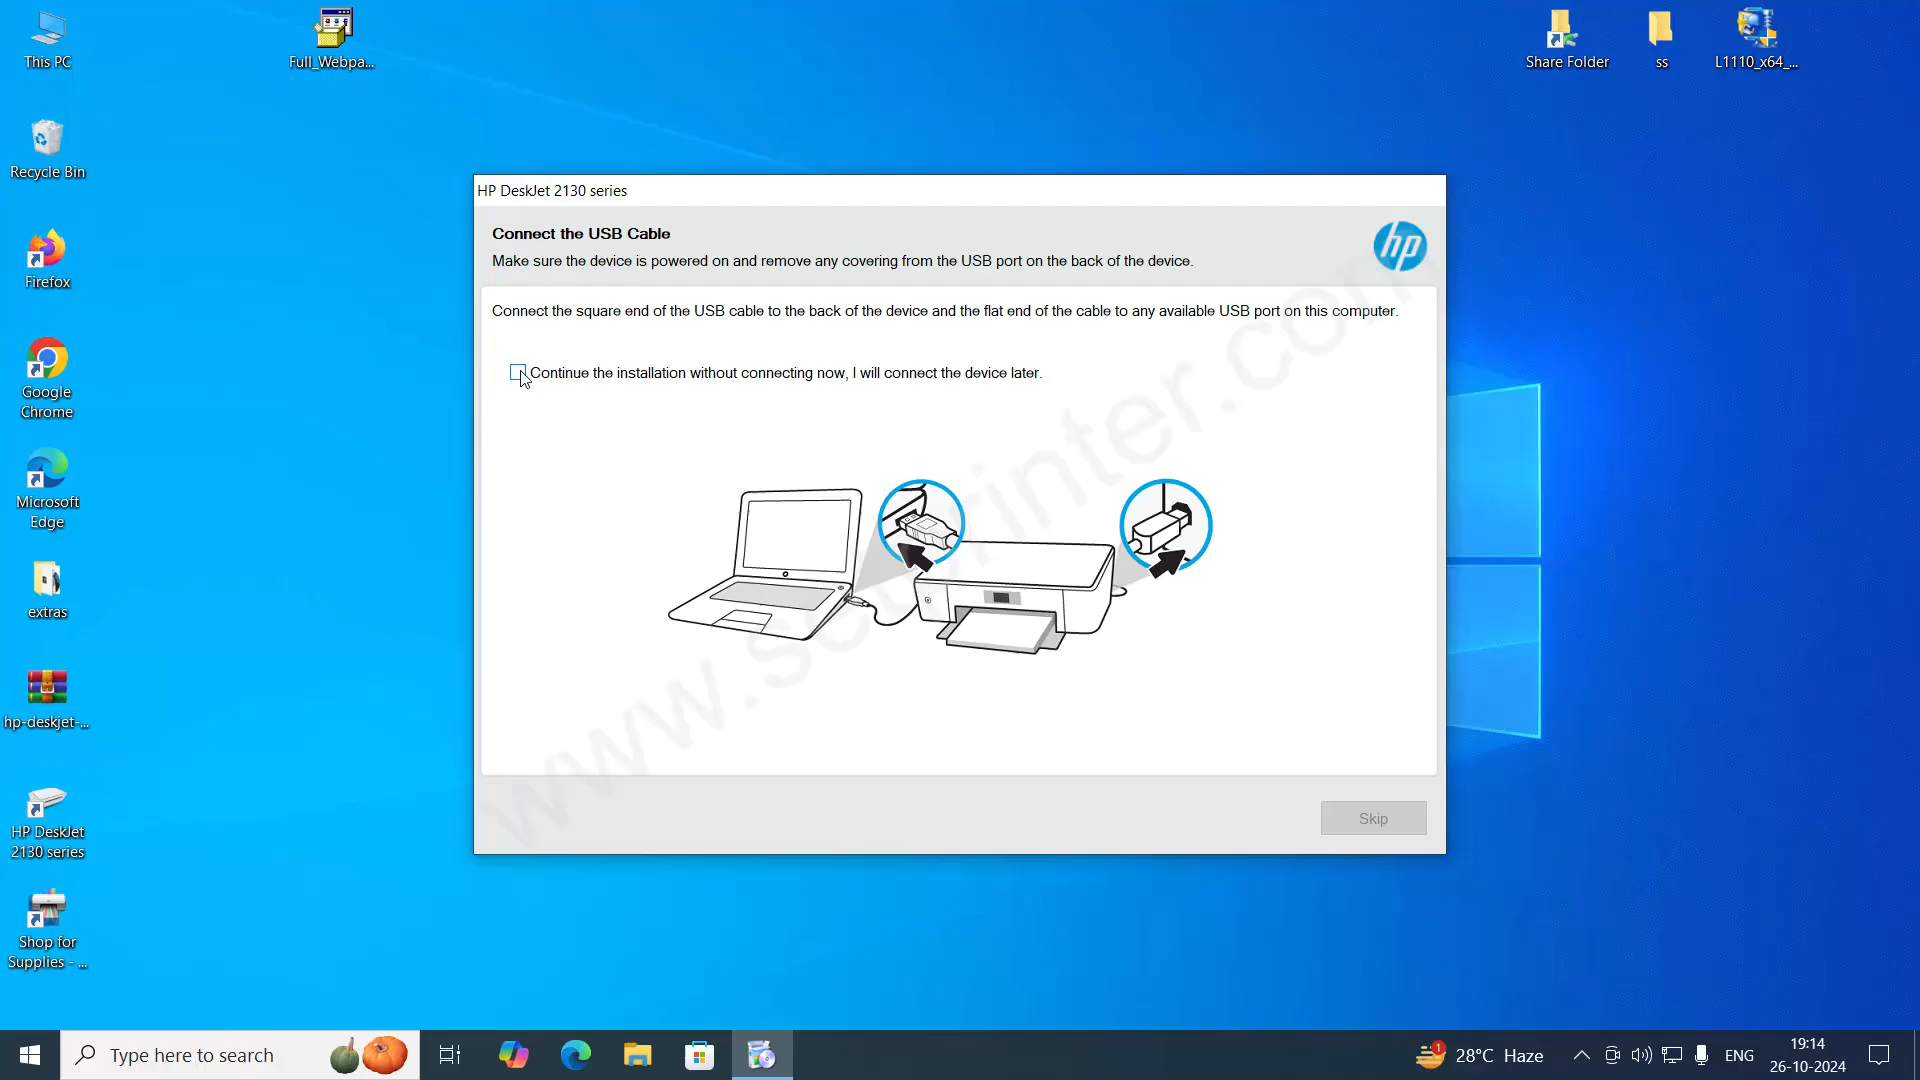 This PC
Full_Webpa...
Share Folder
ss
L1110_x64_...
Recycle Bin
Firefox
Google
Chrome
Microsoft
Edge
extras
hp-deskjet-...
HP DeskJet
2130 series
Shop for
Supplies - ...
HP DeskJet 2130 series
Connect the USB Cable
Make sure the device is powered on and remove any covering from the USB port on the back of the device.
hp
Connect the square end of the USB cable to the back of the device and the flat end of the cable to any available USB port on this computer.
Continue the installation without connecting now, I will connect the device later.
Skip
Type here to search
1
28°C Haze
ENG
19:14
26-10-2024